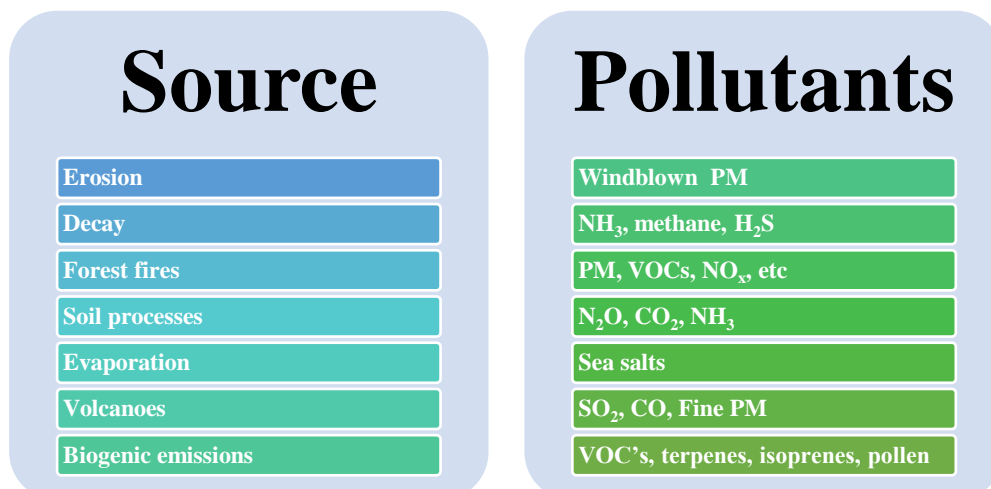 Source
Erosion
Decay
Forest fires
Soil processes
Evaporation
Volcanoes
Biogenic emissions
Pollutants
Windblown  PM
NH₃, methane, H₂S
PM, VOCs, NOₓ, etc
N₂O, CO₂, NH₃
Sea salts
SO₂, CO, Fine PM
VOC’s, terpenes, isoprenes, pollen